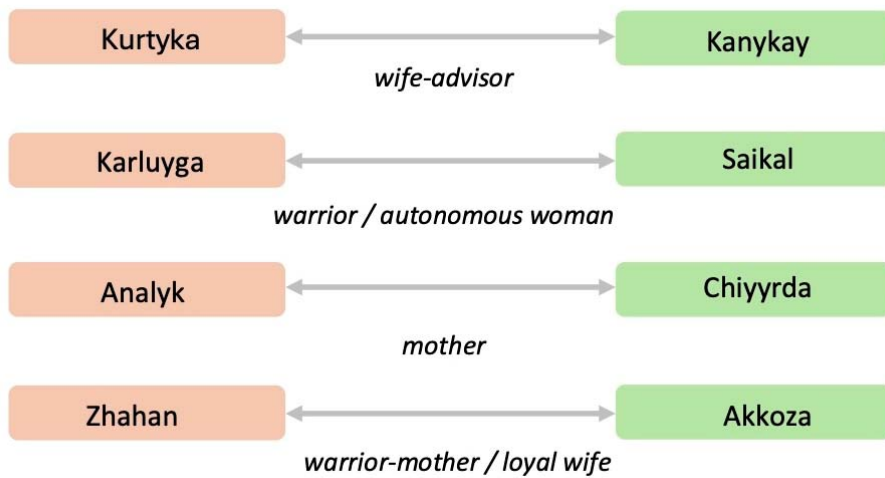 Kurtyka Kanykay
wife-advisor
Karluyga Saikal
warrior / autonomous woman
Analyk Chiyyrda
mother
Zhahan Akkoza
warrior-mother / loyal wife